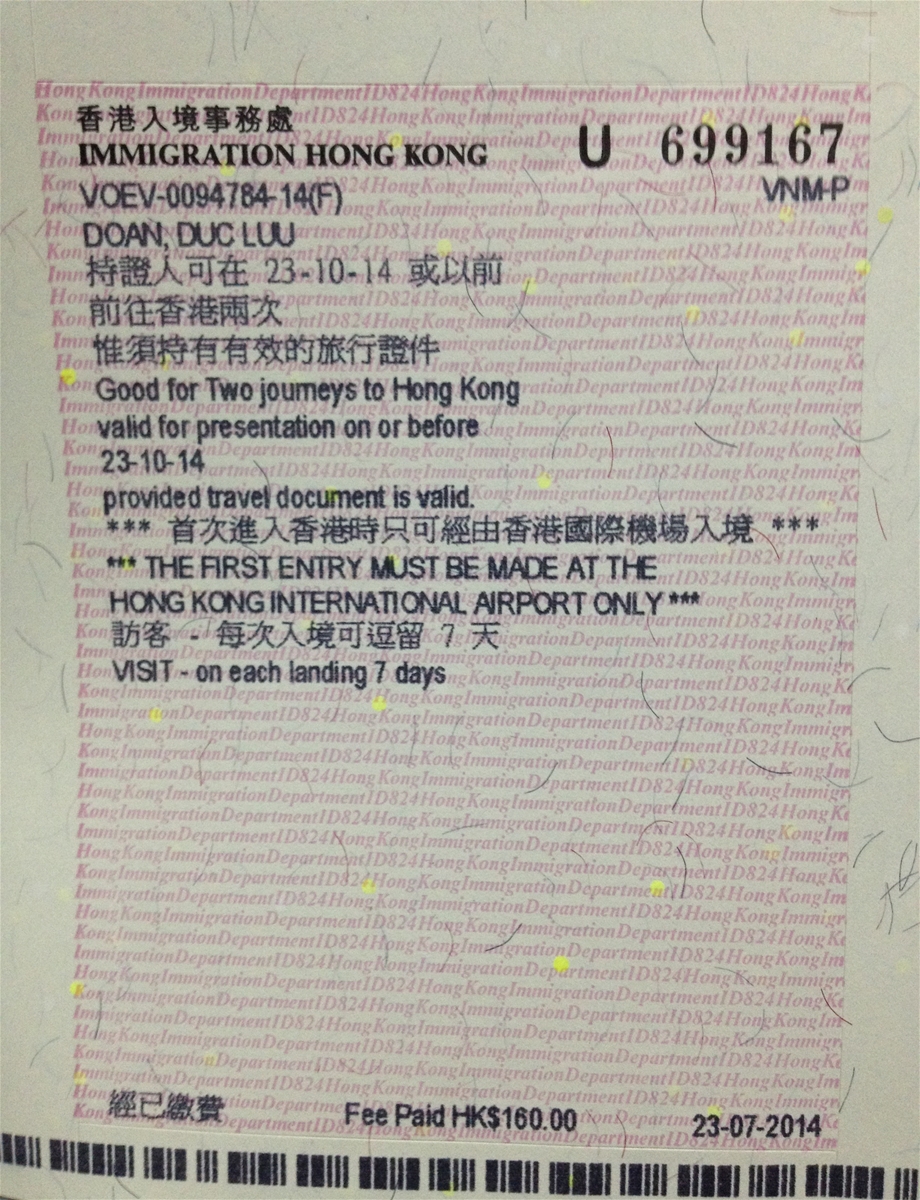 香港入境事務處
IMMIGRATION HONG KONG
U 699167
VOEV-0094784-14(F)
VNM-P
DOAN, DUC LUU
持證人可在 23-10-14 或以前
前往香港兩次
惟須持有有效的旅行證件
Good for Two journeys to Hong Kong
valid for presentation on or before
23-10-14
provided travel document is valid.
*** 首次進入香港時只可經由香港國際機場入境 ***
*** THE FIRST ENTRY MUST BE MADE AT THE
HONG KONG INTERNATIONAL AIRPORT ONLY ***
訪客 - 每次入境可逗留 7 天
VISIT - on each landing 7 days
經已繳費 Fee Paid HK$160.00 23-07-2014